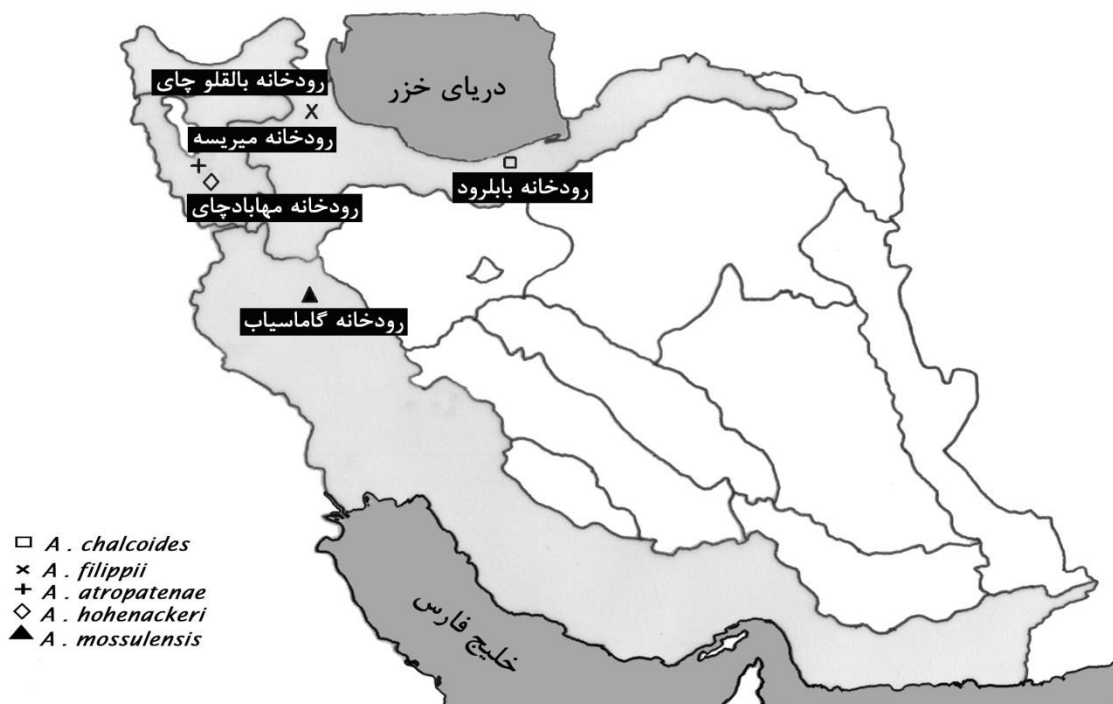 دریای خزر
رودخانه بالقلو چای
رودخانه میریسه
رودخانه بابلرود
رودخانه مهابادچای
رودخانه گاماسیاب
خلیج فارس
A . chalcoides
A . filippii
A . atropatenae
A . hohenackeri
A . mossulensis